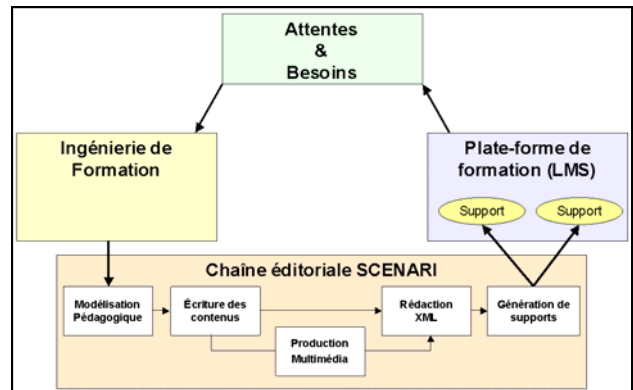 Attentes
&
Besoins
Ingénierie de
Formation
Plate-forme de
formation (LMS)
Support
Support
Chaîne éditoriale SCENARI
Modélisation
Pédagogique
Écriture des
contenus
Production
Multimédia
Rédaction
XML
Génération de
supports